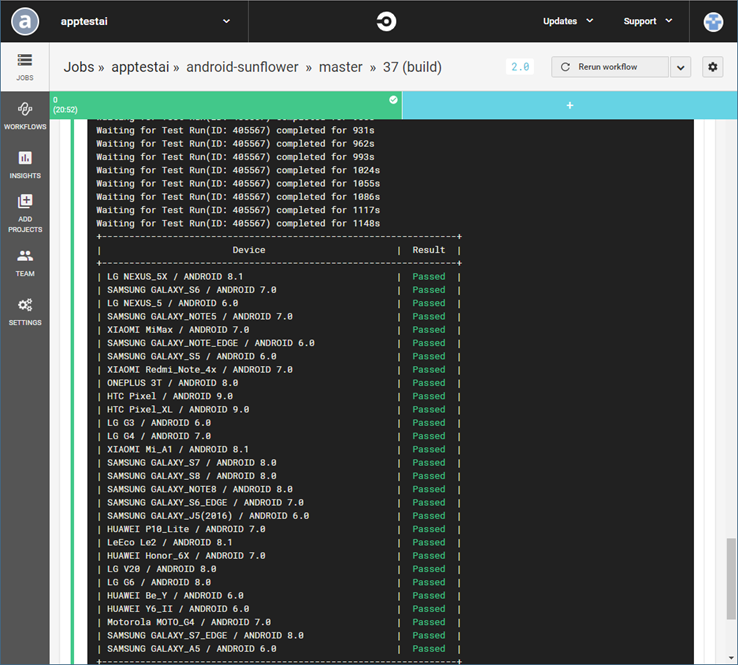 a apptestai Updates Support
JOBS
Jobs » apptestai » android-sunflower » master » 37 (build) 2.0 Rerun workflow
0
(20:52) +
WORKFLOWS
INSIGHTS
ADD
PROJECTS
TEAM
SETTINGS
Waiting for Test Run(ID: 405567) completed for 931s
Waiting for Test Run(ID: 405567) completed for 962s
Waiting for Test Run(ID: 405567) completed for 993s
Waiting for Test Run(ID: 405567) completed for 1024s
Waiting for Test Run(ID: 405567) completed for 1055s
Waiting for Test Run(ID: 405567) completed for 1086s
Waiting for Test Run(ID: 405567) completed for 1117s
Waiting for Test Run(ID: 405567) completed for 1148s
| Device | Result |
| LG NEXUS_5X / ANDROID 8.1 | Passed |
| SAMSUNG GALAXY_S6 / ANDROID 7.0 | Passed |
| LG NEXUS_5 / ANDROID 6.0 | Passed |
| SAMSUNG GALAXY_NOTE5 / ANDROID 7.0 | Passed |
| XIAOMI MiMax / ANDROID 7.0 | Passed |
| SAMSUNG GALAXY_NOTE_EDGE / ANDROID 6.0 | Passed |
| SAMSUNG GALAXY_S5 / ANDROID 6.0 | Passed |
| XIAOMI Redmi_Note_4x / ANDROID 7.0 | Passed |
| ONEPLUS 3T / ANDROID 8.0 | Passed |
| HTC Pixel / ANDROID 9.0 | Passed |
| HTC Pixel_XL / ANDROID 9.0 | Passed |
| LG G3 / ANDROID 6.0 | Passed |
| LG G4 / ANDROID 7.0 | Passed |
| XIAOMI Mi_A1 / ANDROID 8.1 | Passed |
| SAMSUNG GALAXY_S7 / ANDROID 8.0 | Passed |
| SAMSUNG GALAXY_S8 / ANDROID 8.0 | Passed |
| SAMSUNG GALAXY_NOTE8 / ANDROID 8.0 | Passed |
| SAMSUNG GALAXY_S6_EDGE / ANDROID 7.0 | Passed |
| SAMSUNG GALAXY_J5(2016) / ANDROID 6.0 | Passed |
| HUAWEI P10_Lite / ANDROID 7.0 | Passed |
| LeEco Le2 / ANDROID 8.1 | Passed |
| HUAWEI Honor_6X / ANDROID 7.0 | Passed |
| LG V20 / ANDROID 8.0 | Passed |
| LG G6 / ANDROID 8.0 | Passed |
| HUAWEI Be_Y / ANDROID 6.0 | Passed |
| HUAWEI Y6_II / ANDROID 6.0 | Passed |
| Motorola MOTO_G4 / ANDROID 7.0 | Passed |
| SAMSUNG GALAXY_S7_EDGE / ANDROID 8.0 | Passed |
| SAMSUNG GALAXY_A5 / ANDROID 6.0 | Passed |